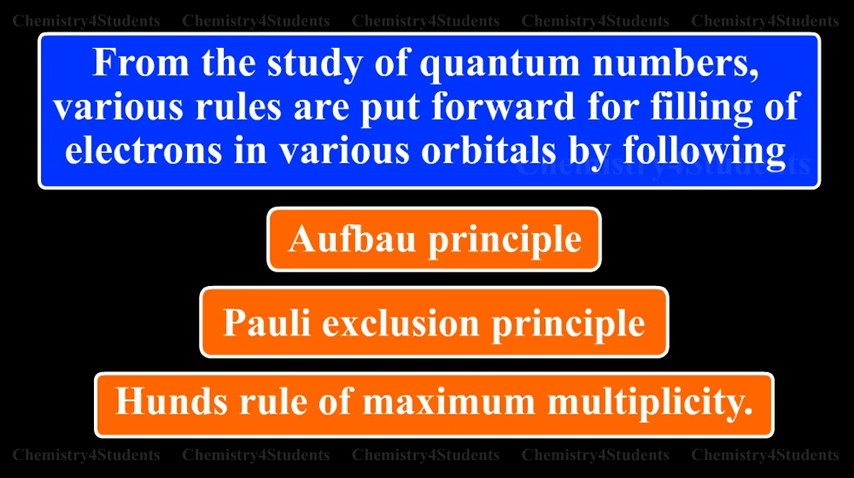 Chemistry4Students Chemistry4Students Chemistry4Students Chemistry4Students Chemistry4Students
From the study of quantum numbers,
various rules are put forward for filling of
electrons in various orbitals by following
Chemistry4Students
Aufbau principle
Pauli exclusion principle
Hunds rule of maximum multiplicity.
Chemistry4Students Chemistry4Students Chemistry4Students Chemistry4Students Chemistry4Students